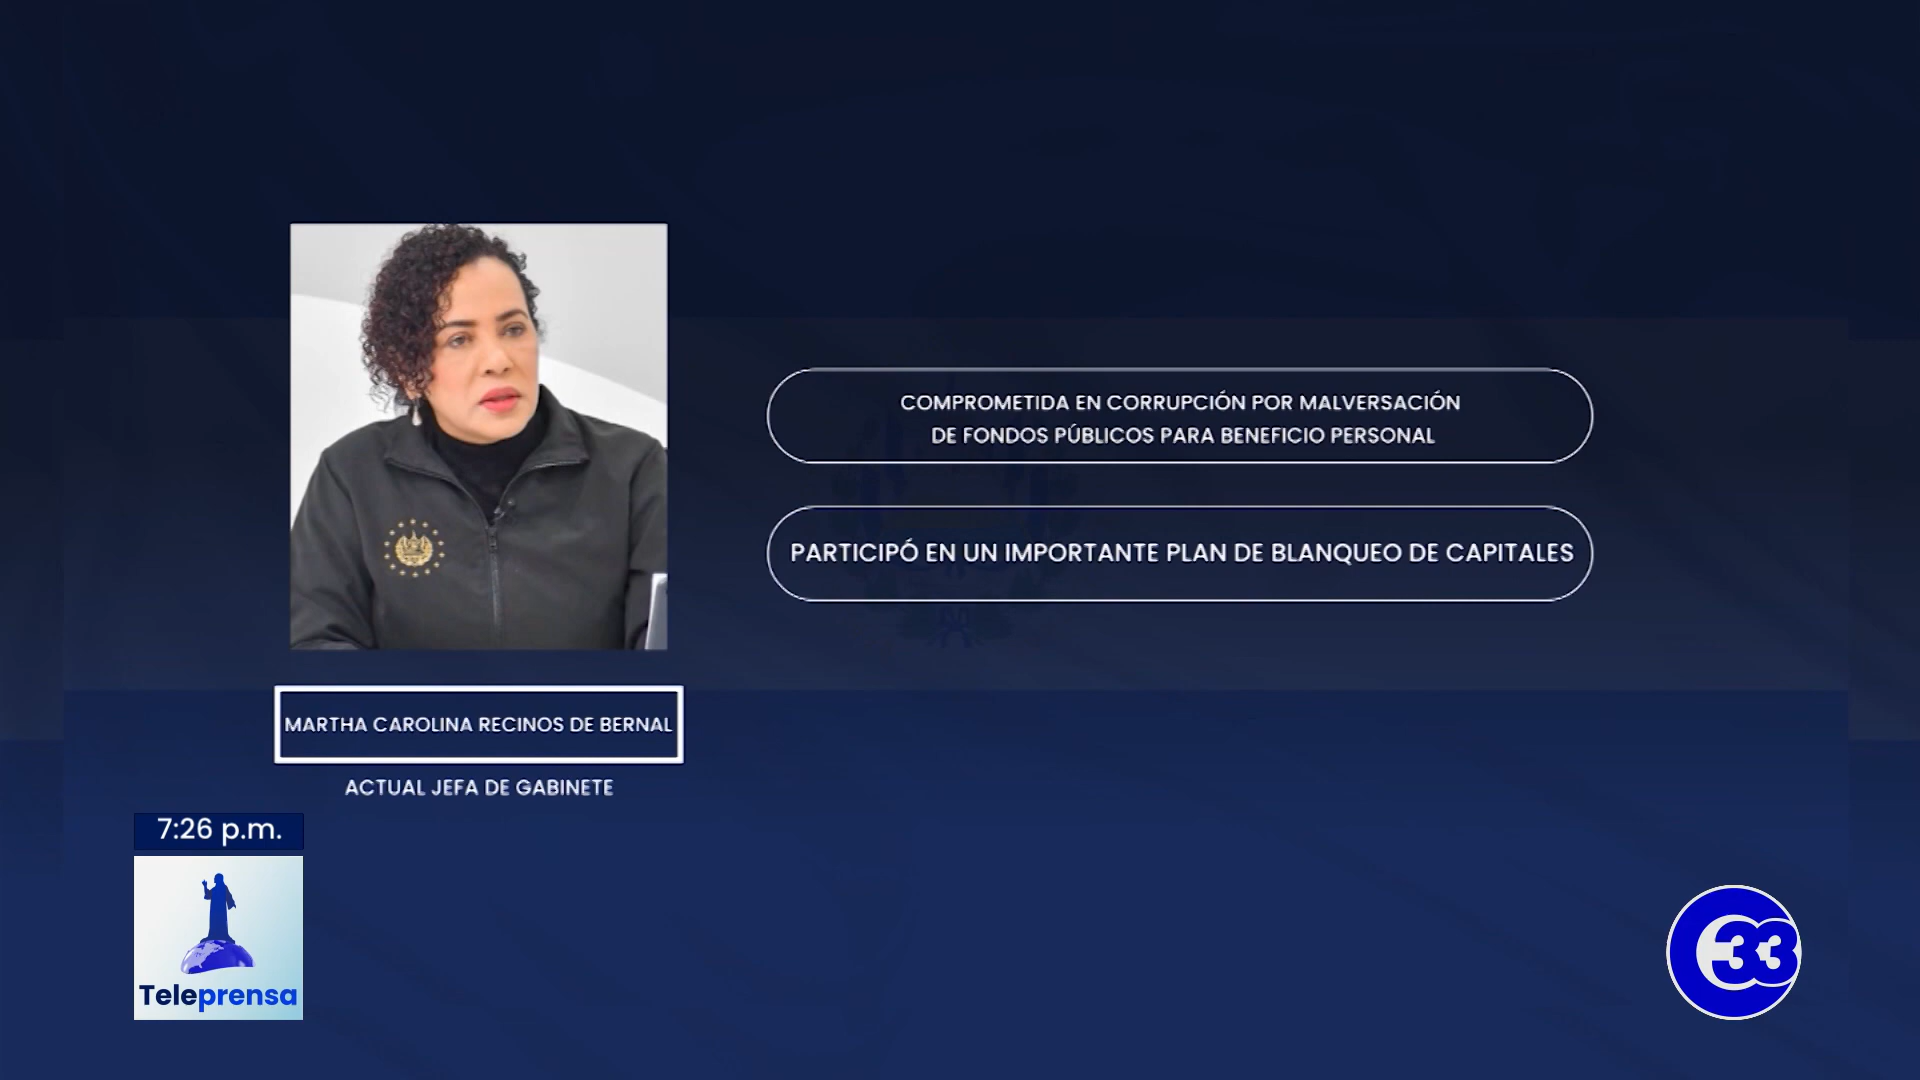 COMPROMETIDA EN CORRUPCIÓN POR MALVERSACIÓN
DE FONDOS PÚBLICOS PARA BENEFICIO PERSONAL
PARTICIPÓ EN UN IMPORTANTE PLAN DE BLANQUEO DE CAPITALES
MARTHA CAROLINA RECINOS DE BERNAL
ACTUAL JEFA DE GABINETE
7:26 p.m.
Teleprensa
33